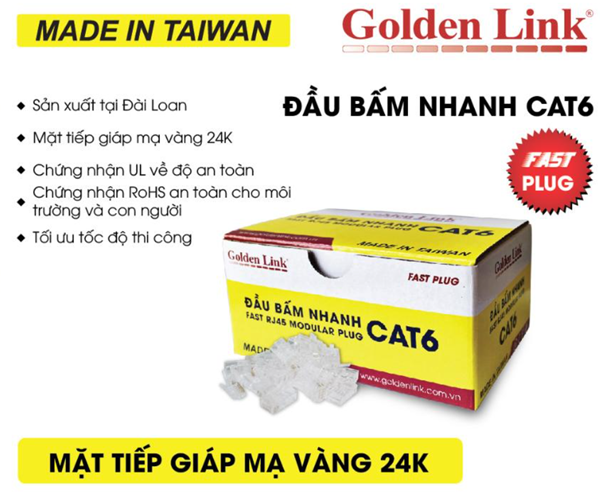 MADE IN TAIWAN
Golden Link®
Sản xuất tại Đài Loan
Mặt tiếp giáp mạ vàng 24K
Chứng nhận UL về độ an toàn
Chứng nhận RoHS an toàn cho môi
trường và con người
Tối ưu tốc độ thi công
ĐẦU BẤM NHANH CAT6
FAST
PLUG
MADE IN TAIWAN
Golden Link®
FAST PLUG
ĐẦU BẤM NHANH
FAST RJ45 MODULAR PLUG
CAT6
MADE
www.goldenlink.com.vn
MẶT TIẾP GIÁP MẠ VÀNG 24K